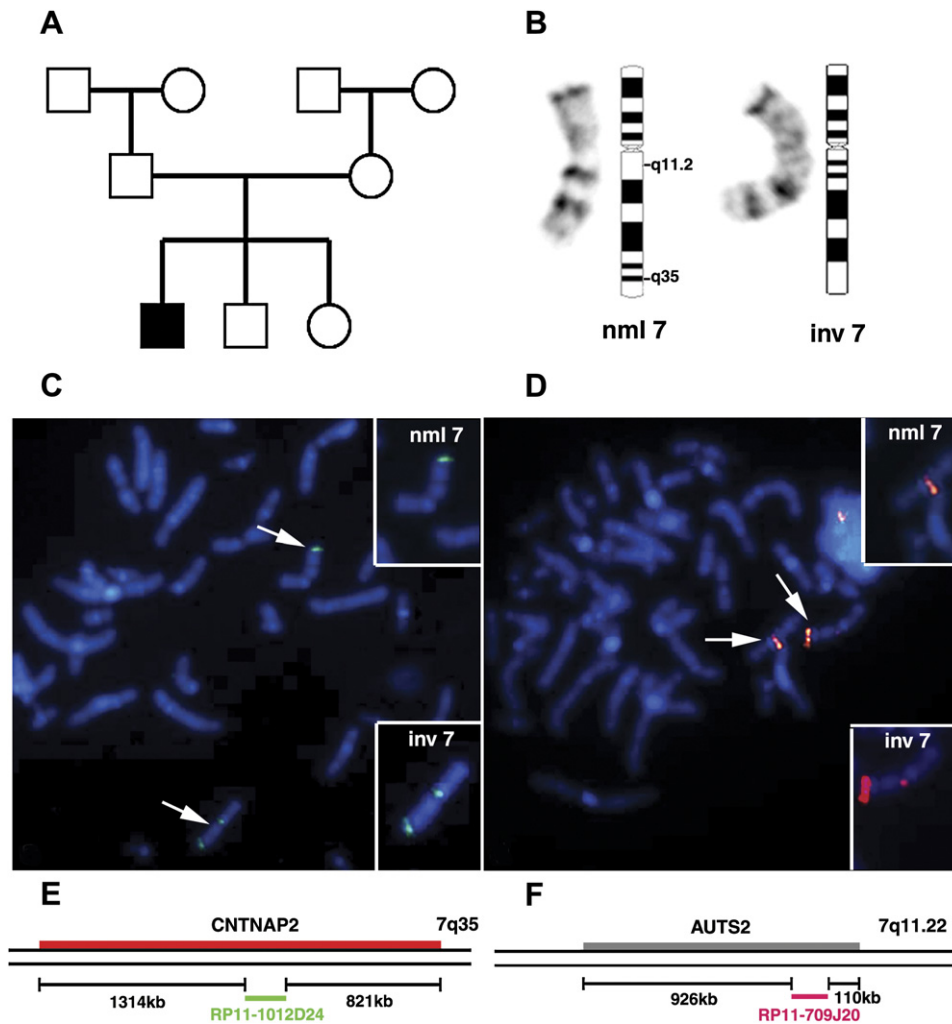 A
B
q11.2
q35
nml 7
inv 7
C
D
nml 7
nml 7
inv 7
inv 7
E
F
CNTNAP2
7q35
AUTS2
7q11.22
1314kb
821kb
926kb
110kb
RP11-1012D24
RP11-709J20